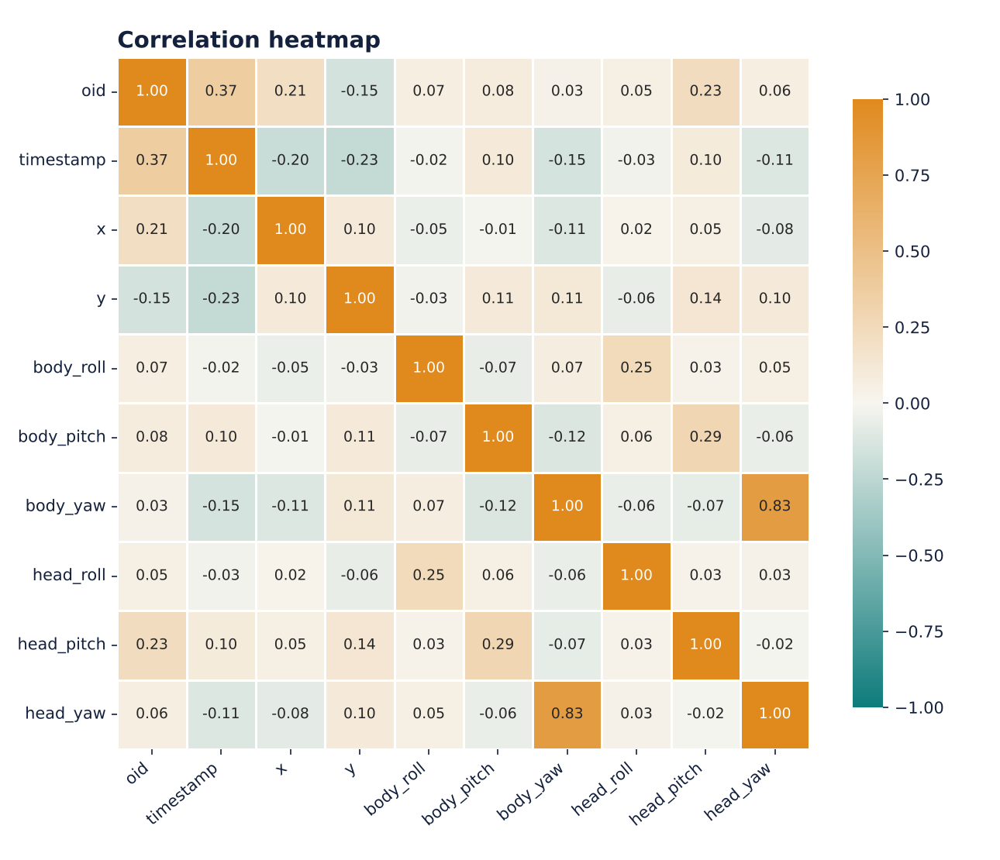 Correlation heatmap
oid 1.00 0.37 0.21 -0.15 0.07 0.08 0.03 0.05 0.23 0.06
timestamp 0.37 1.00 -0.20 -0.23 -0.02 0.10 -0.15 -0.03 0.10 -0.11
x 0.21 -0.20 1.00 0.10 -0.05 -0.01 -0.11 0.02 0.05 -0.08
y -0.15 -0.23 0.10 1.00 -0.03 0.11 0.11 -0.06 0.14 0.10
body_roll 0.07 -0.02 -0.05 -0.03 1.00 -0.07 0.07 0.25 0.03 0.05
body_pitch 0.08 0.10 -0.01 0.11 -0.07 1.00 -0.12 0.06 0.29 -0.06
body_yaw 0.03 -0.15 -0.11 0.11 0.07 -0.12 1.00 -0.06 -0.07 0.83
head_roll 0.05 -0.03 0.02 -0.06 0.25 0.06 -0.06 1.00 0.03 0.03
head_pitch 0.23 0.10 0.05 0.14 0.03 0.29 -0.07 0.03 1.00 -0.02
head_yaw 0.06 -0.11 -0.08 0.10 0.05 -0.06 0.83 0.03 -0.02 1.00
oid timestamp x y body_roll body_pitch body_yaw head_roll head_pitch head_yaw
1.00
0.75
0.50
0.25
0.00
−0.25
−0.50
−0.75
−1.00